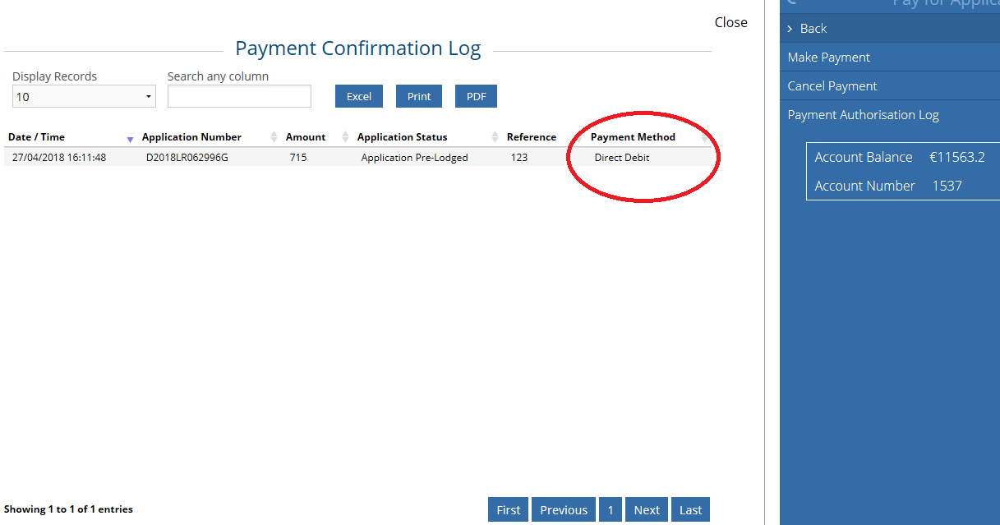 Close
Payment Confirmation Log
Display Records Search any column
10 Excel Print PDF
Date / Time Application Number Amount Application Status Reference Payment Method
27/04/2018 16:11:48 D2018LR062996G 715 Application Pre-Lodged 123 Direct Debit
Showing 1 to 1 of 1 entries
First Previous 1 Next Last
Pay for
> Back
Make Payment
Cancel Payment
Payment Authorisation Log
Account Balance €11563.2
Account Number 1537